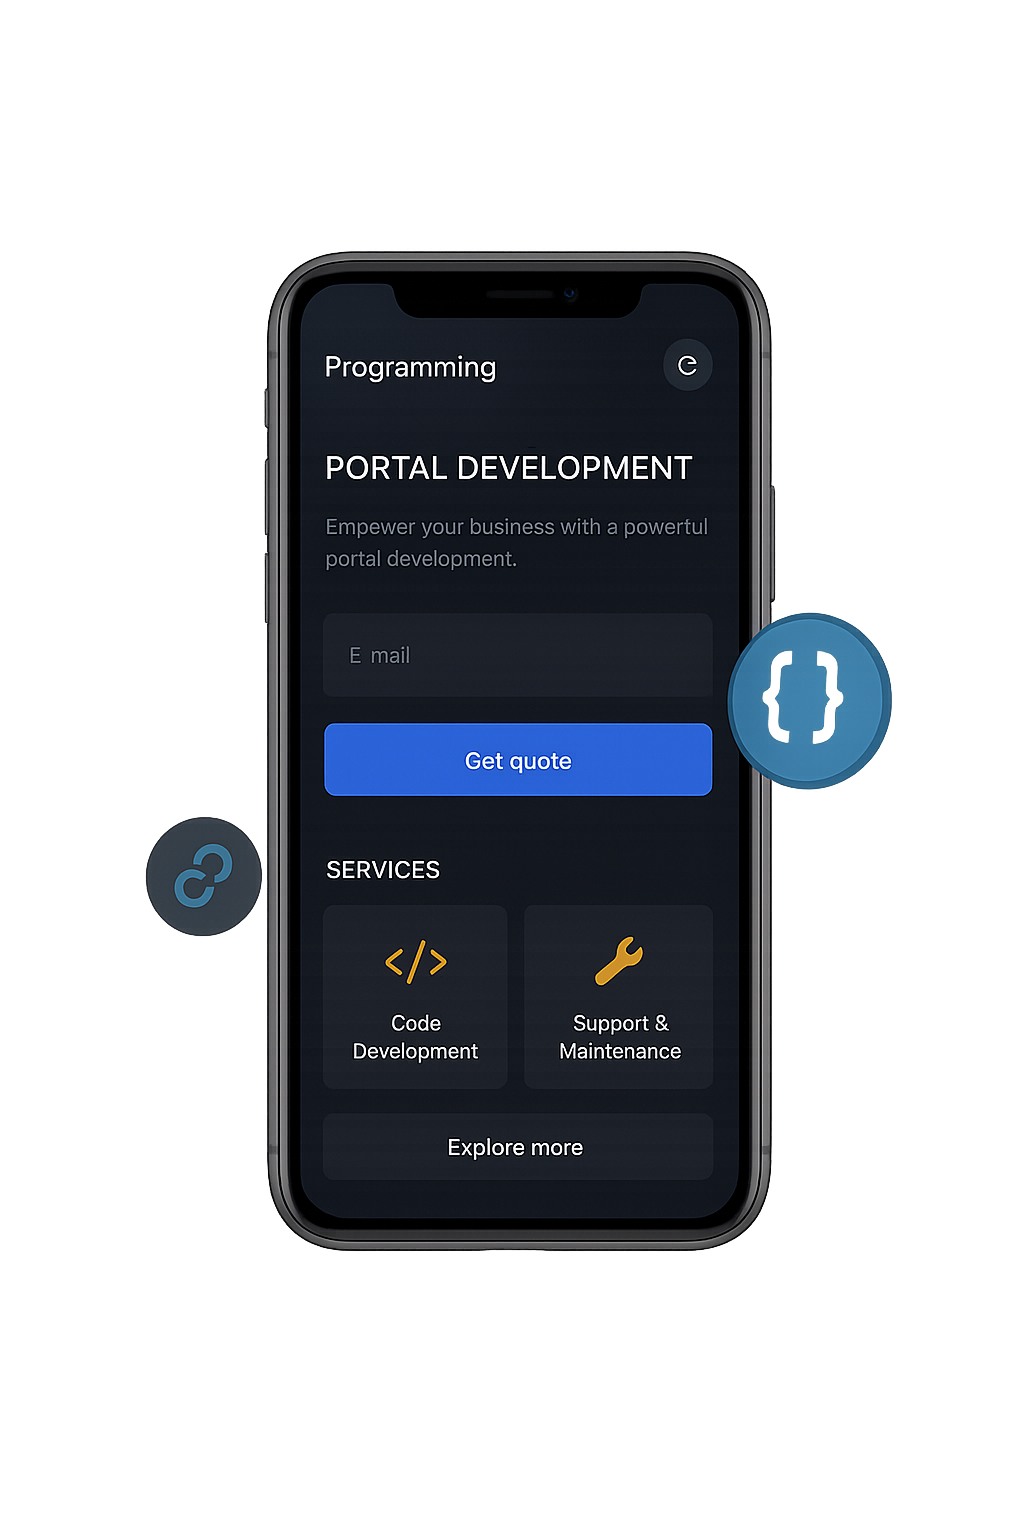 Programming
PORTAL DEVELOPMENT
Empewer your business with a powertul
portal development.
E mail
Get quote
SERVICES
</>
Code
Development
Support &
Maintenance
Explore more
{ }